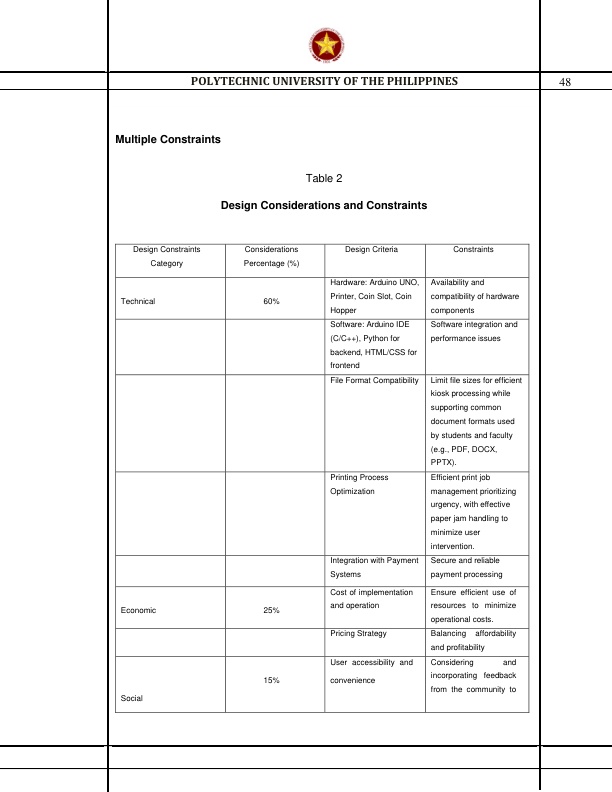 POLYTECHNIC UNIVERSITY OF THE PHILIPPINES
48
Multiple Constraints
Table 2
Design Considerations and Constraints
Design Constraints
Category
Considerations
Percentage (%)
Design Criteria
Constraints
Technical
60%
Hardware: Arduino UNO,
Printer, Coin Slot, Coin
Hopper
Availability and
compatibility of hardware
components
Software: Arduino IDE
(C/C++), Python for
backend, HTML/CSS for
frontend
Software integration and
performance issues
File Format Compatibility
Limit file sizes for efficient
kiosk processing while
supporting common
document formats used
by students and faculty
(e.g., PDF, DOCX,
PPTX).
Printing Process
Optimization
Efficient print job
management prioritizing
urgency, with effective
paper jam handling to
minimize user
intervention.
Integration with Payment
Systems
Secure and reliable
payment processing
Economic
25%
Cost of implementation
and operation
Ensure efficient use of
resources to minimize
operational costs.
Pricing Strategy
Balancing affordability
and profitability
Social
15%
User accessibility and
convenience
Considering and
incorporating feedback
from the community to